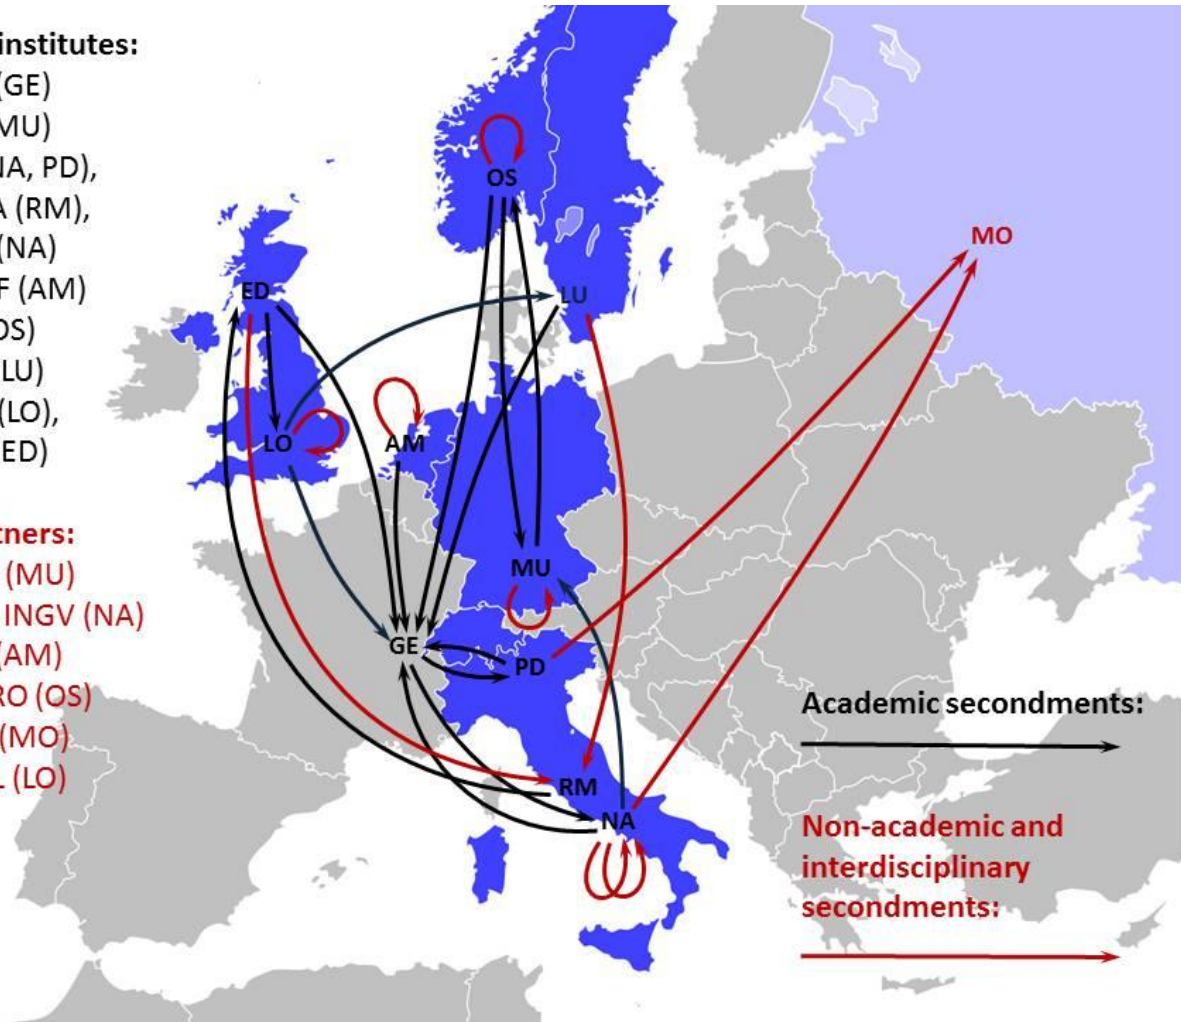 institutes:
(GE)
MU)
NA, PD),
A (RM),
(NA)
F (AM)
OS)
LU)
(LO),
ED)
tners:
(MU)
INGV (NA)
(AM)
RO (OS)
(MO)
L (LO)
OS
MO
ED
LU
LO
AM
MU
GE
PD
RM
NA
Academic secondments:
Non-academic and
interdisciplinary
secondments: